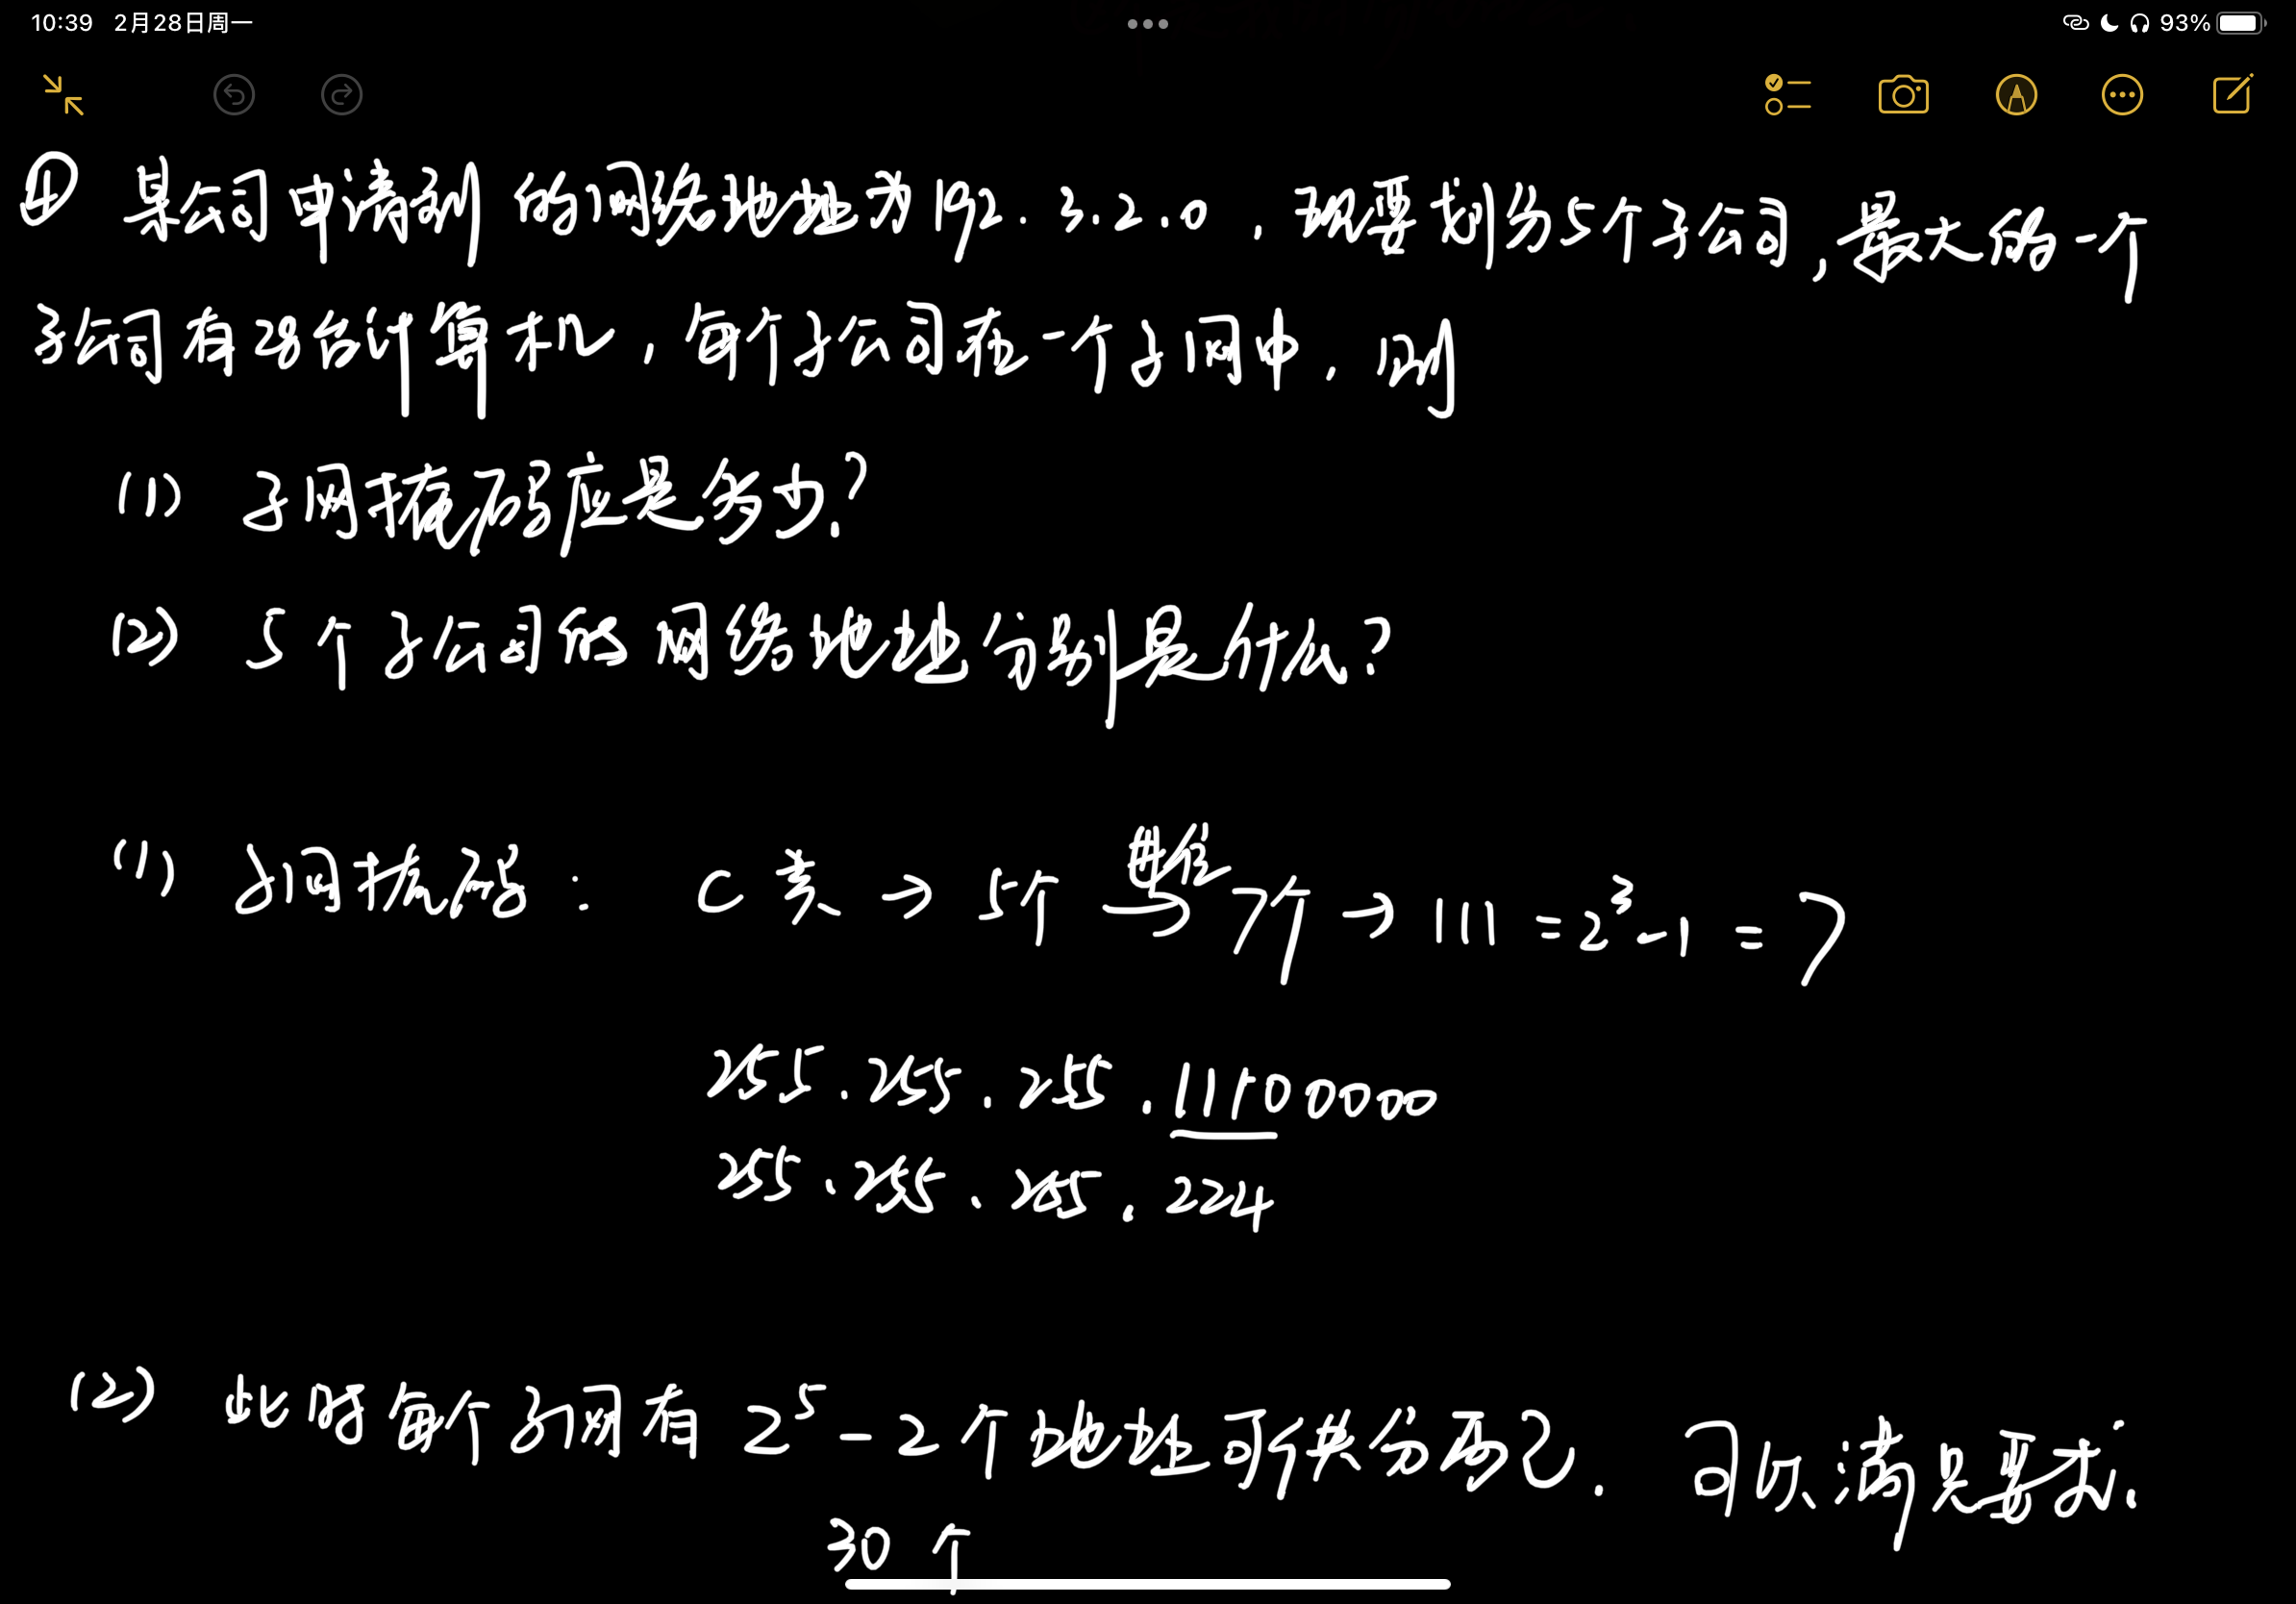 10:39 2月28日周一
93%
④ 某公司申请到的网络地址为192.3.2.0,现要划分5个子公司,最大的一个
子公司有28台计算机,每个子公司在一个子网中,则
(1) 子网掩码应是多少?
(2) 5个子公司的网络地址分别是什么?
(1) 子网掩码: C类 → 5个 → 7个 → 111 = 2³-1 = 7
255.255.255.11100000
255.255.255.224
(2) 此时每个子网有 2⁵-2个地址可供分配. 可以满足要求.
30个